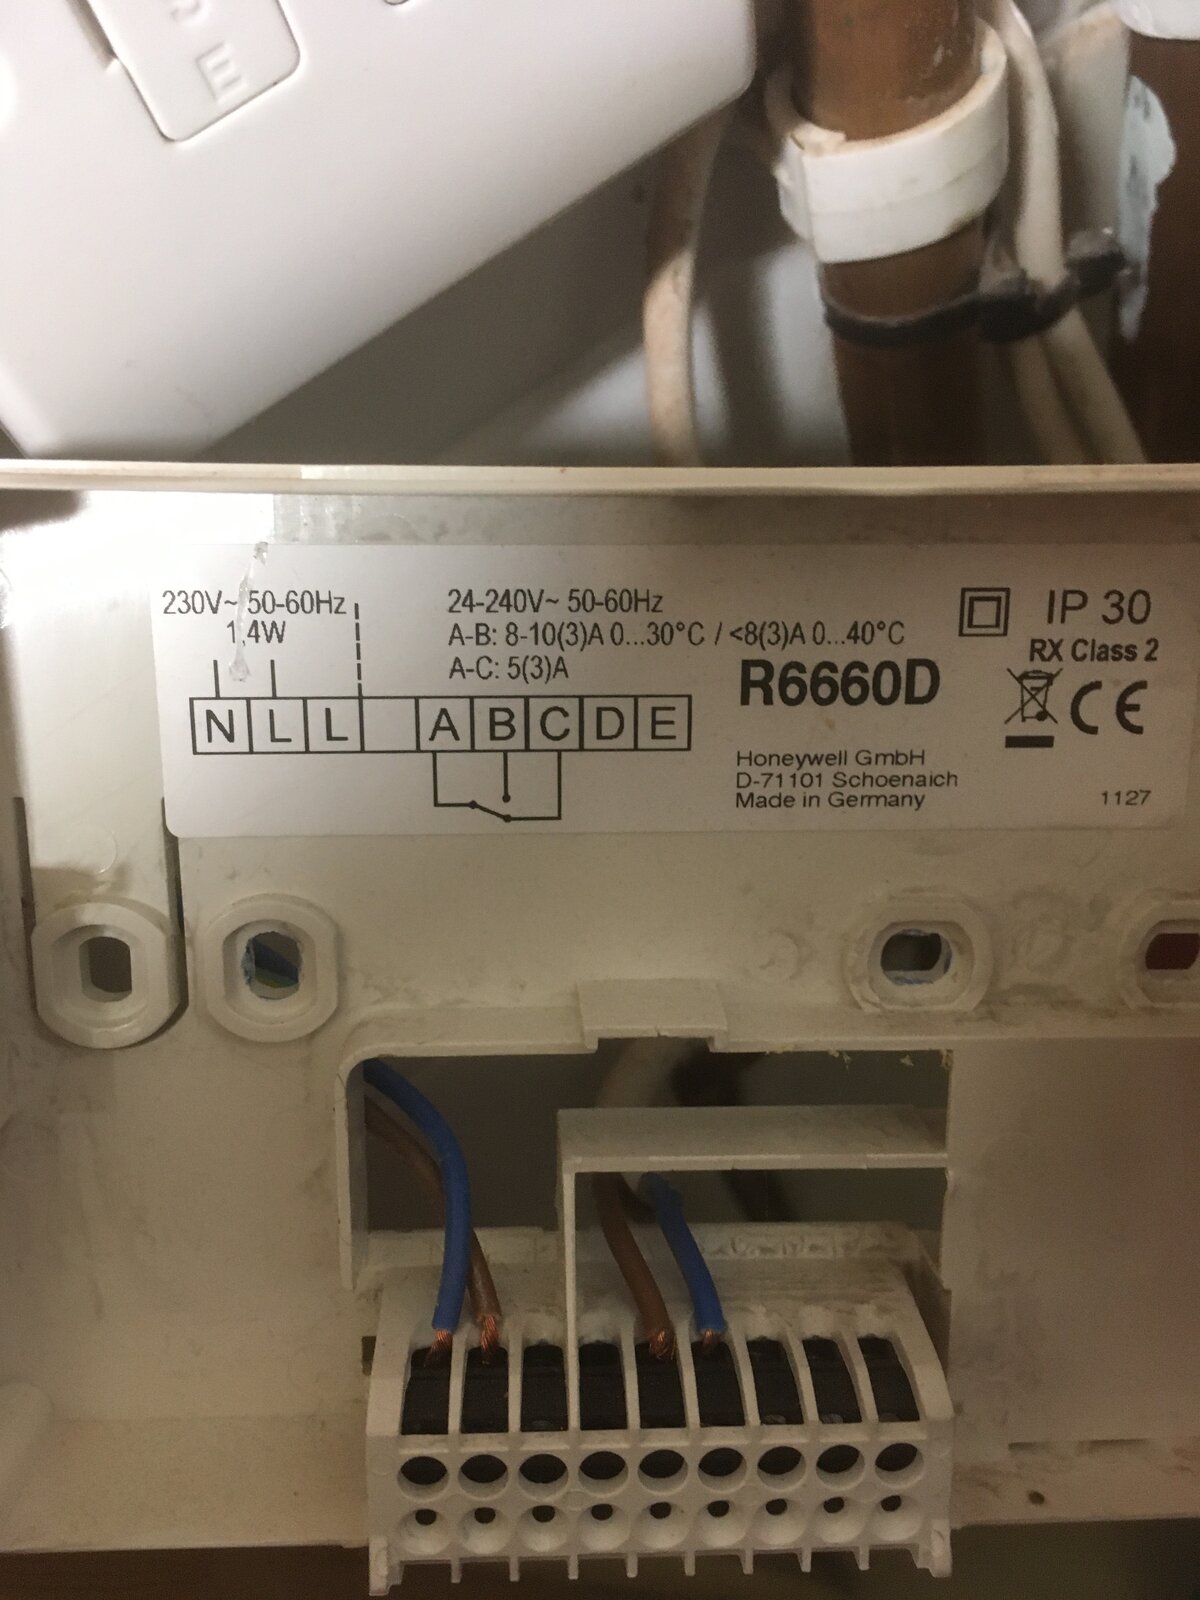 E
230V~ 50-60Hz
1,4W
24-240V~ 50-60Hz
A-B: 8-10(3)A 0...30°C / <8(3)A 0...40°C
A-C: 5(3)A
N L L A B C D E
R6660D
IP 30
RX Class 2
CE
Honeywell GmbH
D-71101 Schoenaich
Made in Germany
1127